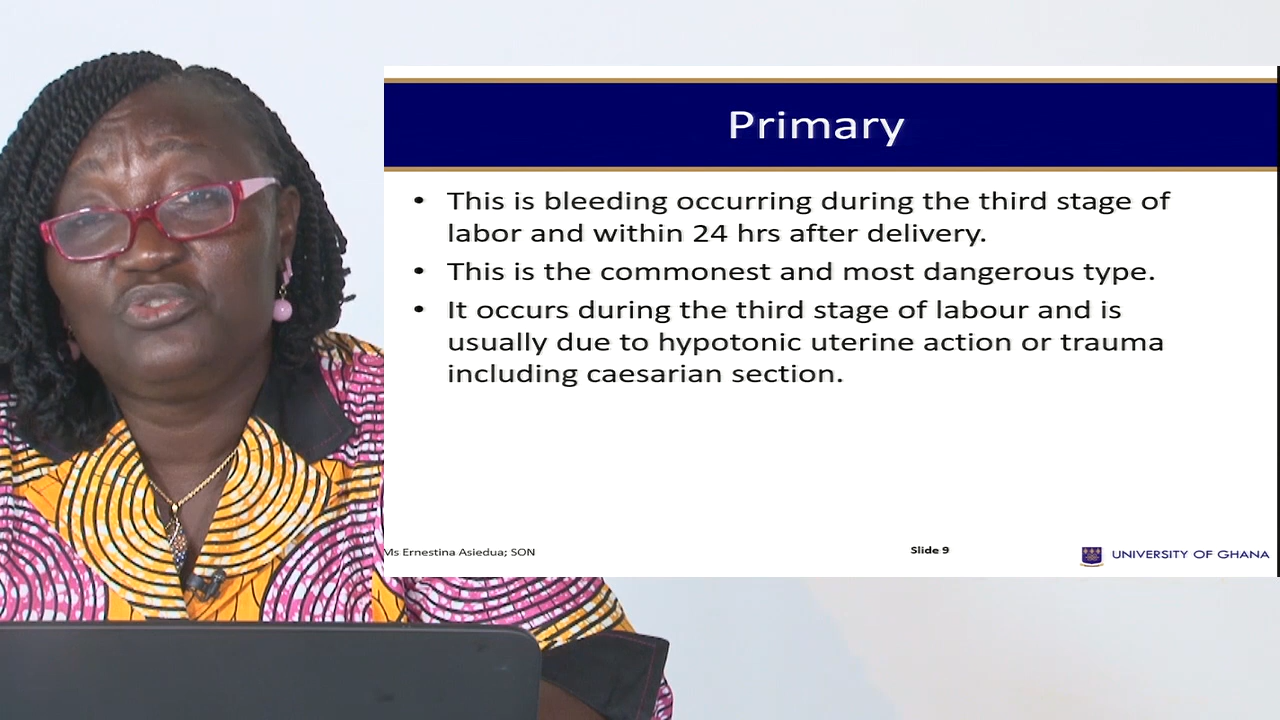 Primary
• This is bleeding occurring during the third stage of
labor and within 24 hrs after delivery.
• This is the commonest and most dangerous type.
• It occurs during the third stage of labour and is
usually due to hypotonic uterine action or trauma
including caesarian section.
Ms Ernestina Asiedua; SON
Slide 9
UNIVERSITY OF GHANA